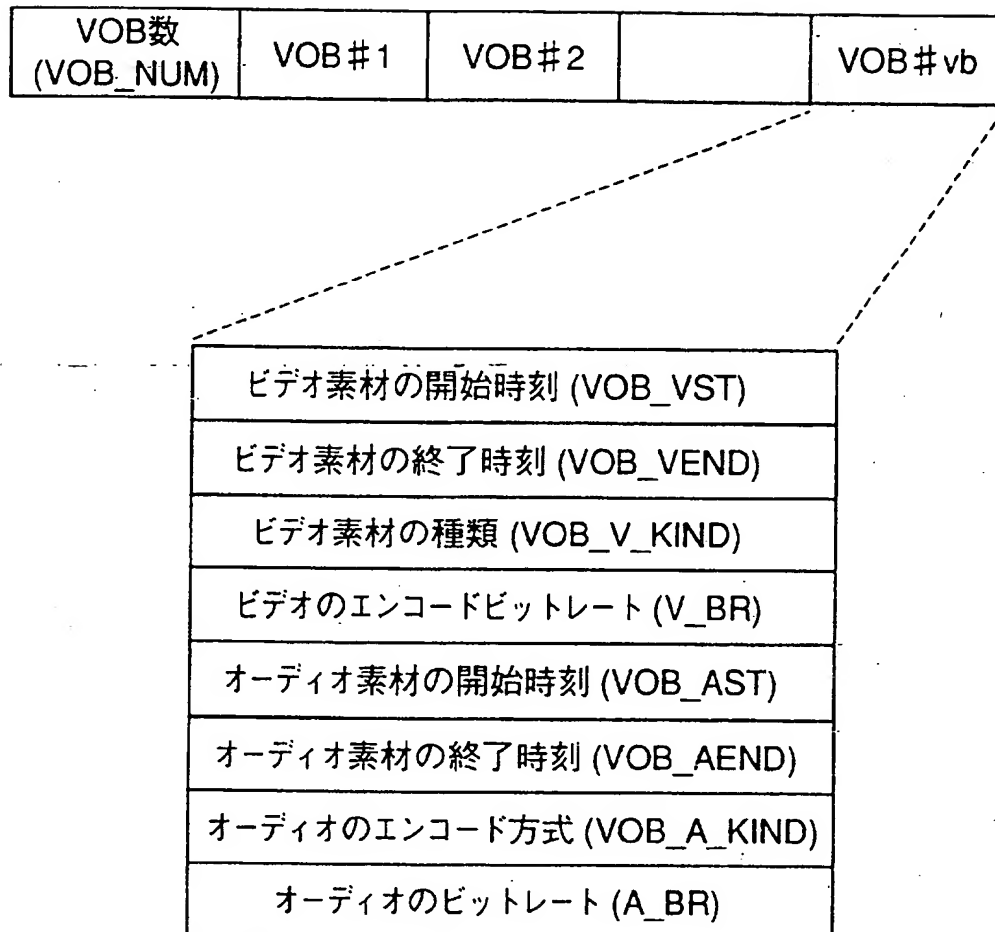 VOB数
(VOB_NUM)
VOB#1
VOB#2
VOB#vb
ビデオ素材の開始時刻 (VOB_VST)
ビデオ素材の終了時刻 (VOB_VEND)
ビデオ素材の種類 (VOB_V_KIND)
ビデオのエンコードビットレート (V_BR)
オーディオ素材の開始時刻 (VOB_AST)
オーディオ素材の終了時刻 (VOB_AEND)
オーディオのエンコード方式 (VOB_A_KIND)
オーディオのビットレート (A_BR)